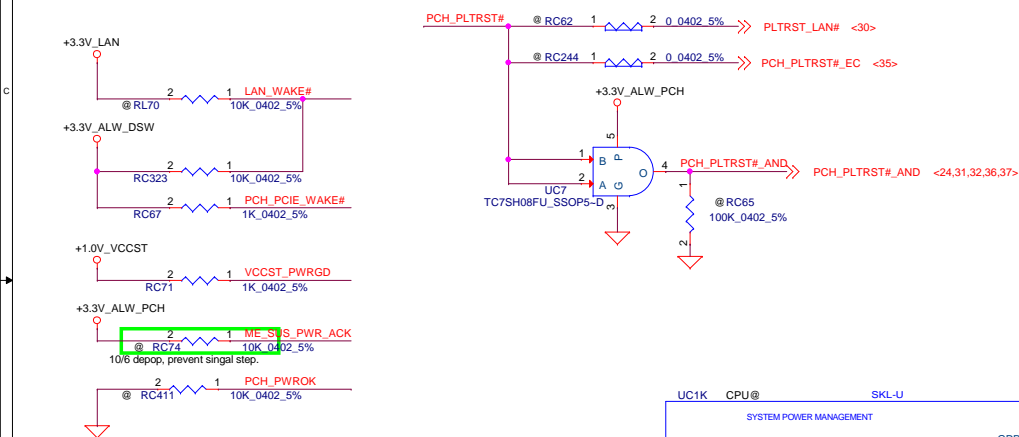 C
+3.3V_LAN
@ RL70 2 1 LAN_WAKE#
10K_0402_5%
+3.3V_ALW_DSW
RC323 2 1 10K_0402_5%
RC67 2 1 PCH_PCIE_WAKE#
1K_0402_5%
+1.0V_VCCST
RC71 2 1 VCCST_PWRGD
1K_0402_5%
+3.3V_ALW_PCH
@ RC74 2 1 ME_SUS_PWR_ACK
10K_0402_5%
10/6 depop, prevent singal step.
@ RC411 2 1 PCH_PWROK
10K_0402_5%
PCH_PLTRST#
@ RC62 1 2 0_0402_5%
PLTRST_LAN# <30>
@ RC244 1 2 0_0402_5%
PCH_PLTRST#_EC <35>
+3.3V_ALW_PCH
5
1 B P
2 A G O 4
3
UC7
TC7SH08FU_SSOP5~D
PCH_PLTRST#_AND
PCH_PLTRST#_AND <24,31,32,36,37>
1
@ RC65
100K_0402_5%
2
UC1K CPU@ SKL-U
SYSTEM POWER MANAGEMENT